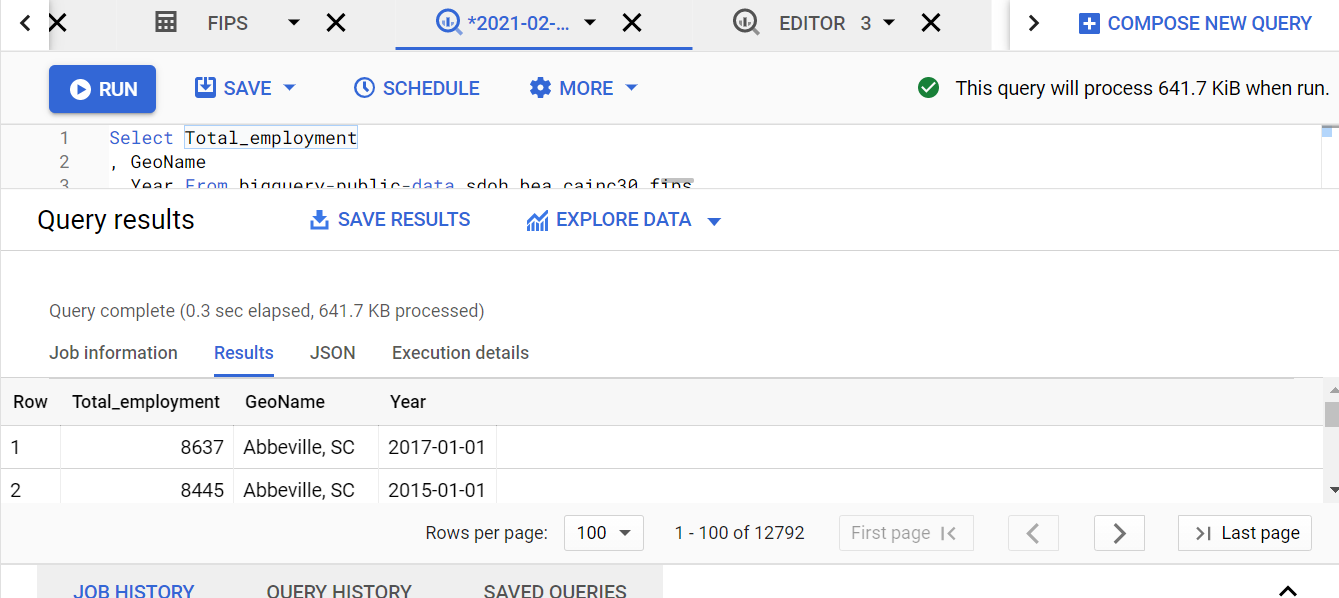 FIPS *2021-02-... EDITOR 3 COMPOSE NEW QUERY
RUN SAVE SCHEDULE MORE This query will process 641.7 KiB when run.
1 Select Total_employment
2 , GeoName
3 Year From bigquery-public-data.sdoh_bea_cainc30.fips
Query results SAVE RESULTS EXPLORE DATA
Query complete (0.3 sec elapsed, 641.7 KB processed)
Job information Results JSON Execution details
Row Total_employment GeoName Year
1 8637 Abbeville, SC 2017-01-01
2 8445 Abbeville, SC 2015-01-01
Rows per page: 100 1 - 100 of 12792 First page Last page
JOB HISTORY QUERY HISTORY SAVED QUERIES